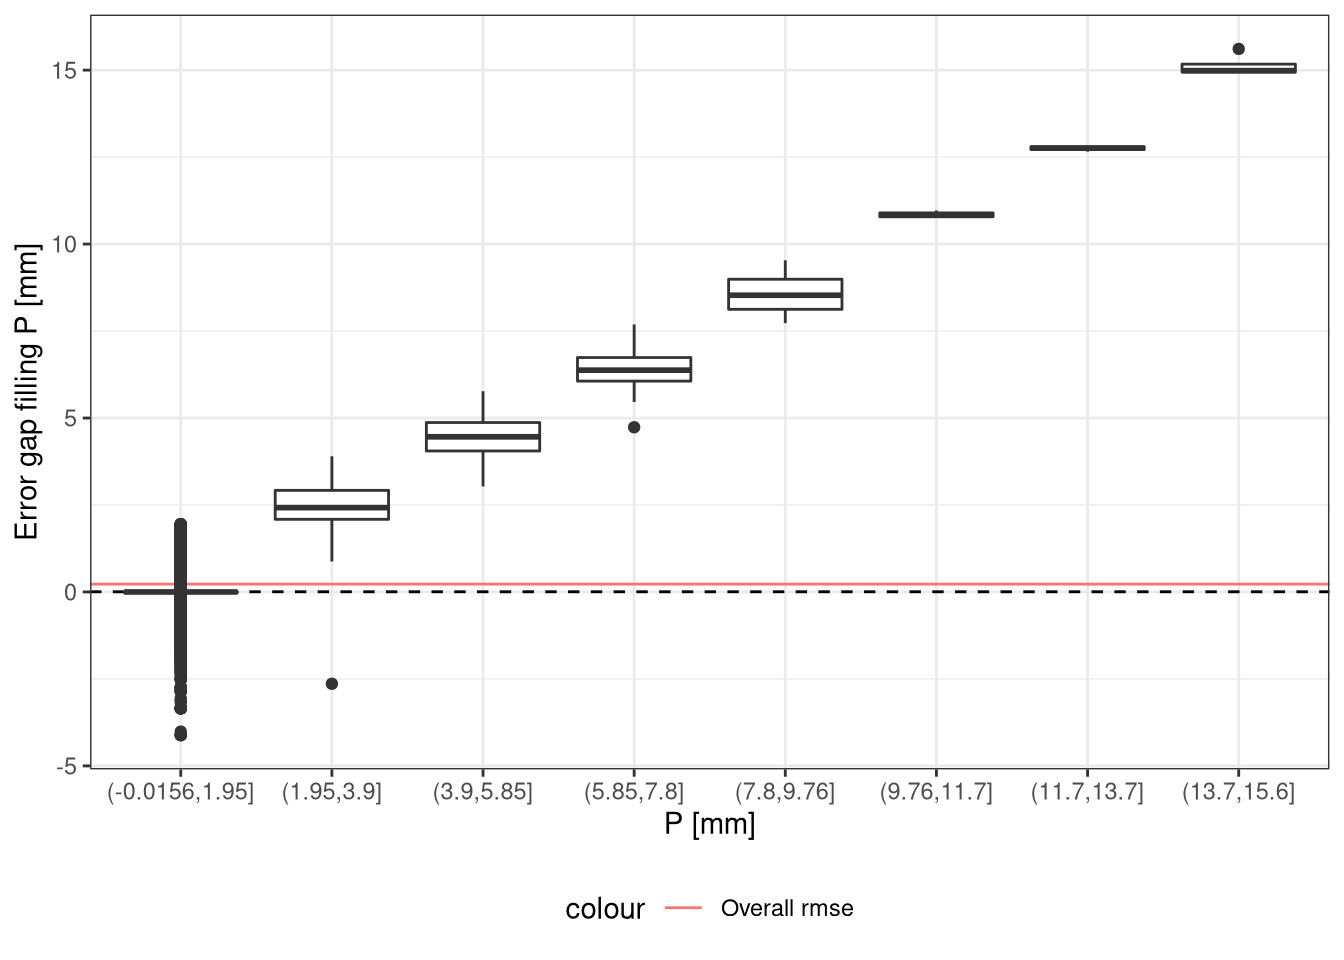 Error gap filling P [mm]
15
10
5
0
-5
(-0.0156,1.95] (1.95,3.9] (3.9,5.85] (5.85,7.8] (7.8,9.76] (9.76,11.7] (11.7,13.7] (13.7,15.6]
P [mm]
colour Overall rmse